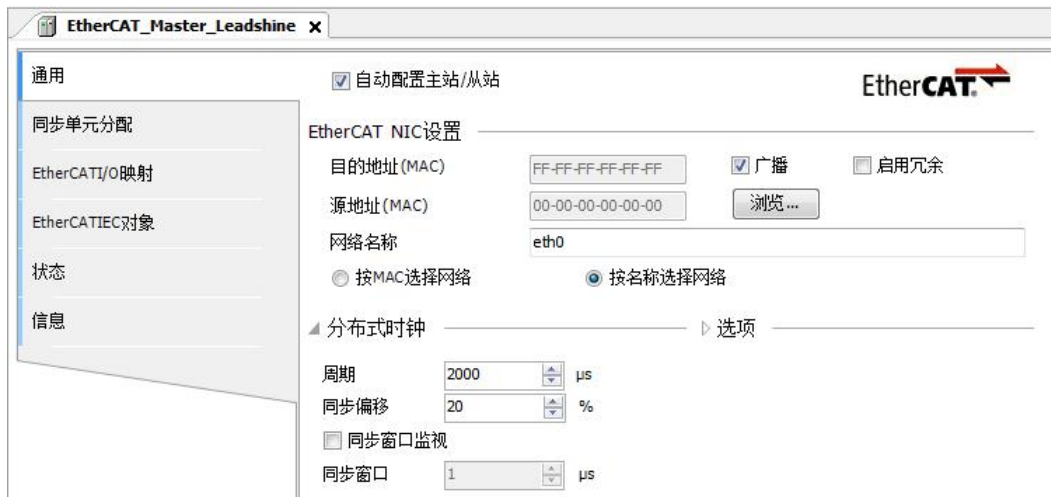 EtherCAT_Master_Leadshine
通用
同步单元分配
EtherCATI/O映射
EtherCATIEC对象
状态
信息
自动配置主站/从站
EtherCAT.
EtherCAT NIC设置
目的地址(MAC) FF-FF-FF-FF-FF-FF 广播 启用冗余
源地址(MAC) 00-00-00-00-00-00 浏览...
网络名称 eth0
按MAC选择网络 按名称选择网络
分布式时钟 选项
周期 2000 µs
同步偏移 20 %
同步窗口监视
同步窗口 1 µs